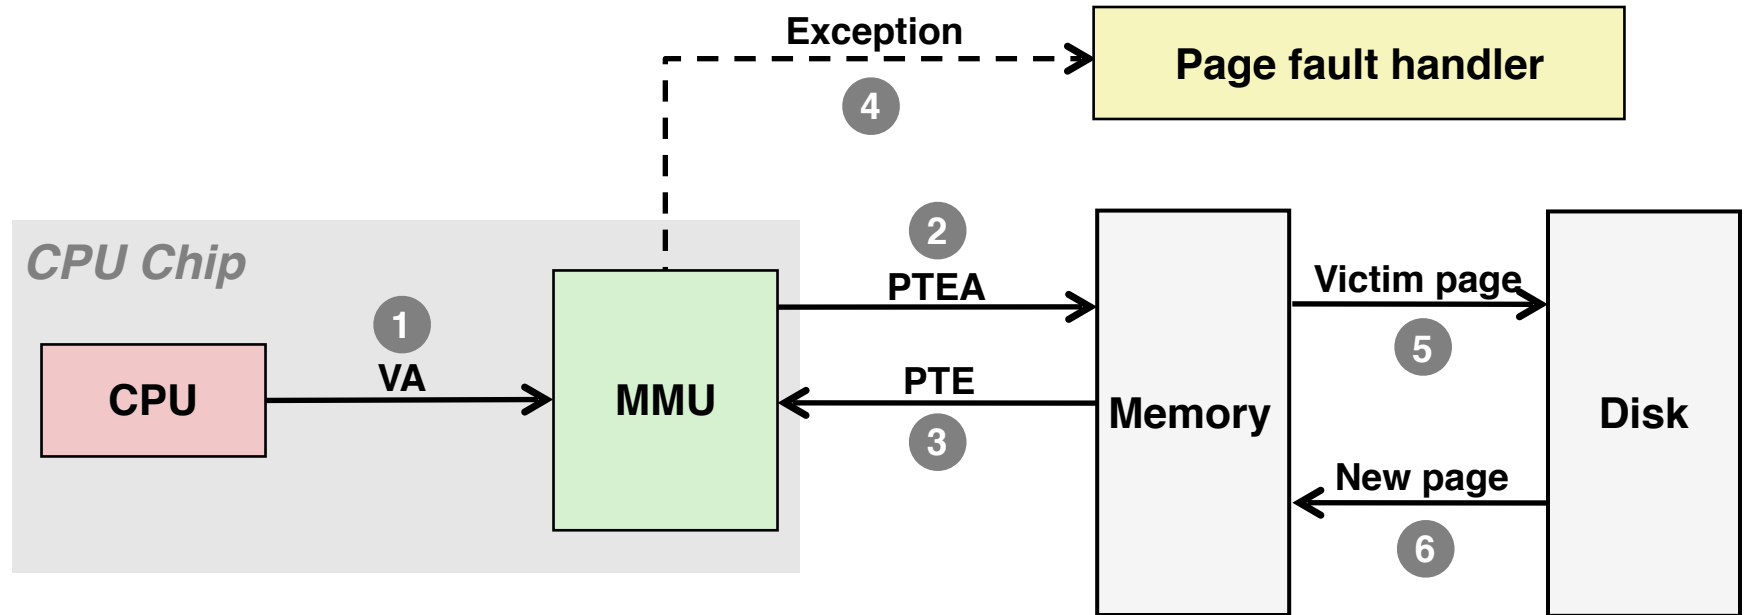 Exception
Page fault handler
4
CPU Chip
2
PTEA
Victim page
1
VA
5
CPU
MMU
PTE
Memory
Disk
3
New page
6